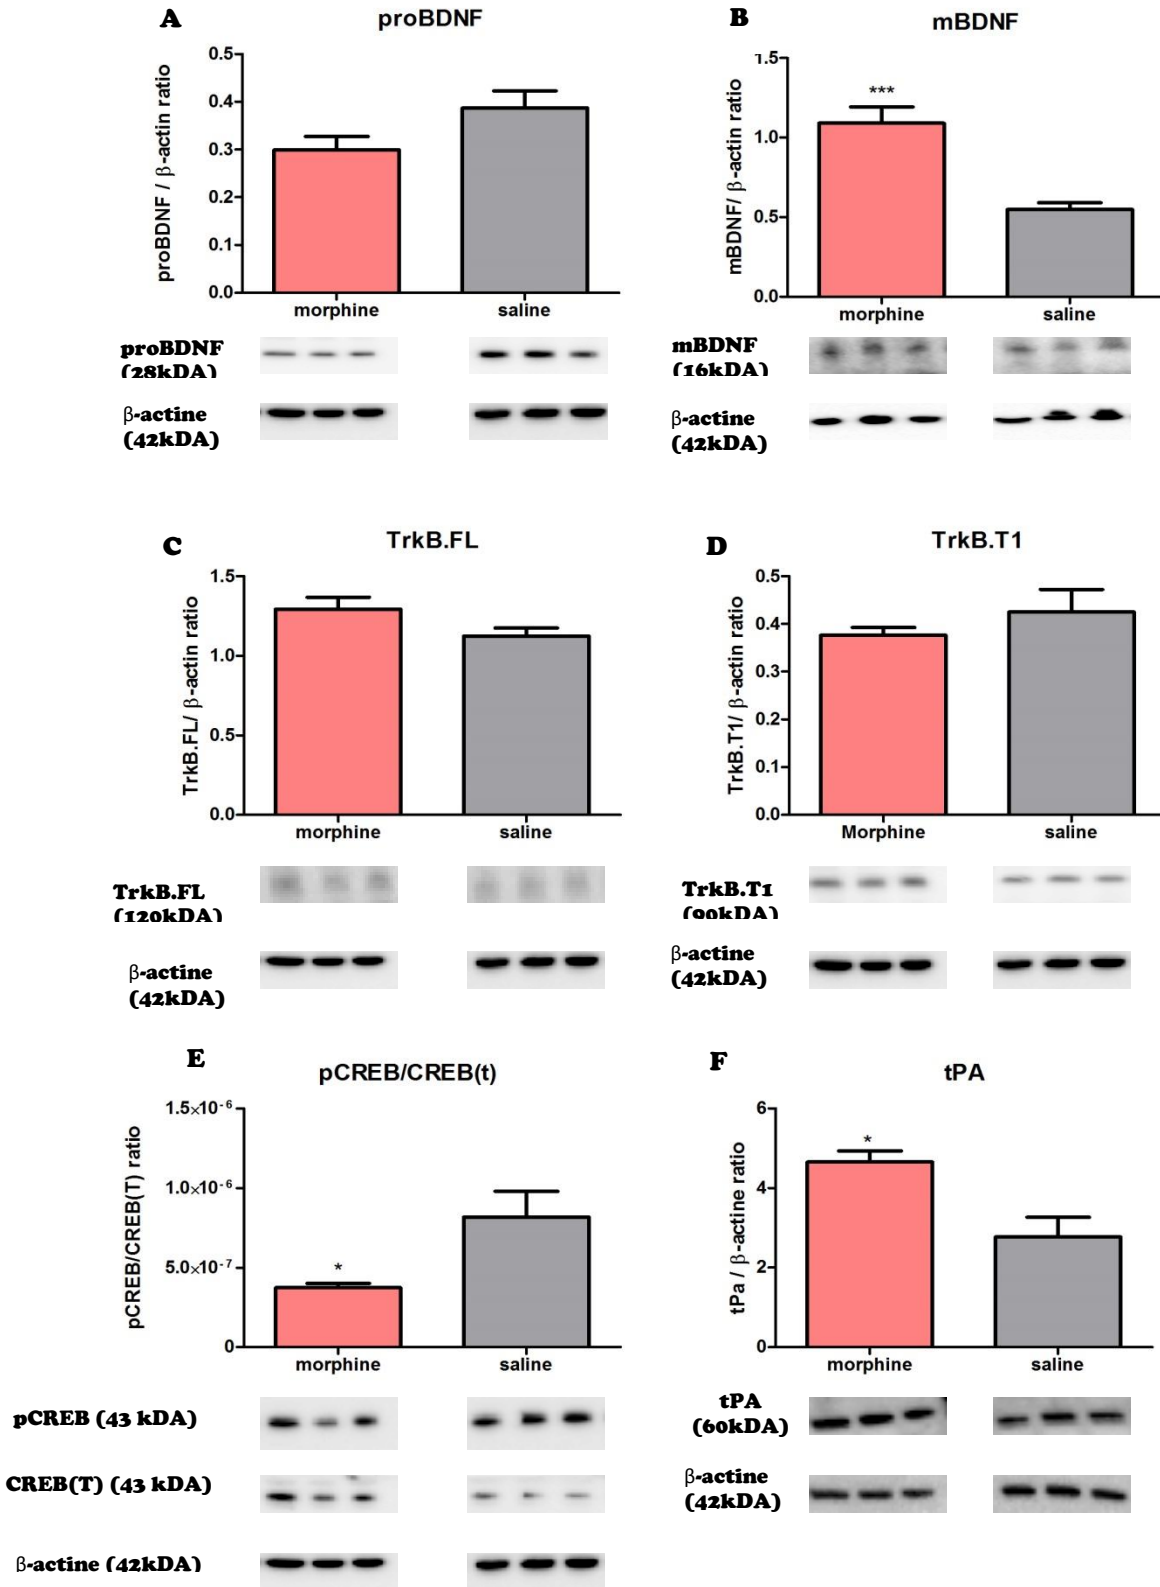 A
proBDNF
proBDNF / β-actin ratio
0.5
0.4
0.3
0.2
0.1
0.0
morphine saline
proBDNF
(28kDA)
β-actine
(42kDA)
B
mBDNF
mBDNF/ β-actin ratio
1.5
1.0
0.5
0.0
***
morphine saline
mBDNF
(16kDA)
β-actine
(42kDA)
C
TrkB.FL
TrkB.FL/ β-actin ratio
1.5
1.0
0.5
0.0
morphine saline
TrkB.FL
(120kDA)
β-actine
(42kDA)
D
TrkB.T1
TrkB.T1/ β-actin ratio
0.5
0.4
0.3
0.2
0.1
0.0
Morphine saline
TrkB.T1
(90kDA)
β-actine
(42kDA)
E
pCREB/CREB(t)
pCREB/CREB(T) ratio
1.5×10⁻⁶
1.0×10⁻⁶
5.0×10⁻⁷
0
*
morphine saline
pCREB (43 kDA)
CREB(T) (43 kDA)
β-actine (42kDA)
F
tPA
tPa / β-actine ratio
6
4
2
0
*
morphine saline
tPA
(60kDA)
β-actine
(42kDA)